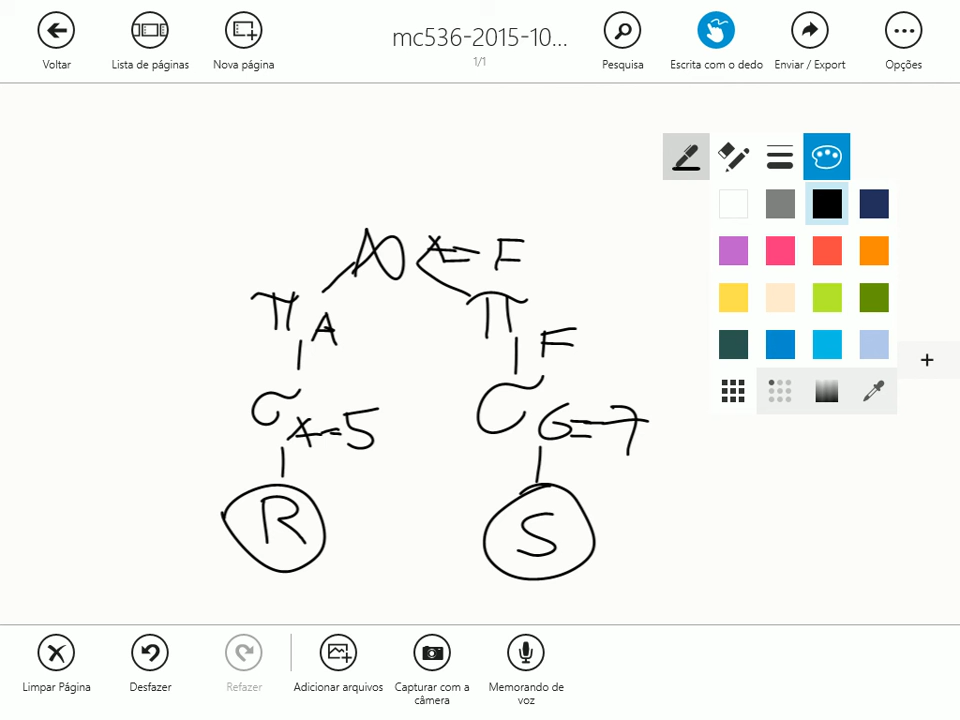 Voltar
Lista de páginas
Nova página
mc536-2015-10...
1/1
Pesquisa
Escrita com o dedo
Enviar / Export
Opções
⋈ x = F
π A
π F
σ x=5
σ G=7
R
S
+
Limpar Página
Desfazer
Refazer
Adicionar arquivos
Capturar com a câmera
Memorando de voz